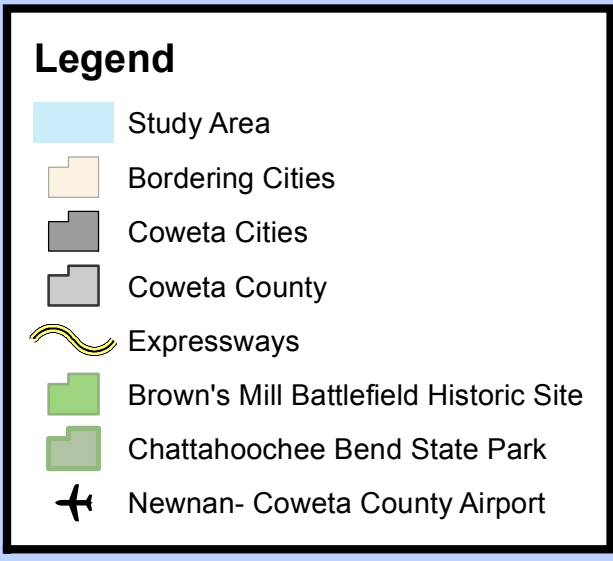 Legend
Study Area
Bordering Cities
Coweta Cities
Coweta County
Expressways
Brown's Mill Battlefield Historic Site
Chattahoochee Bend State Park
Newnan- Coweta County Airport